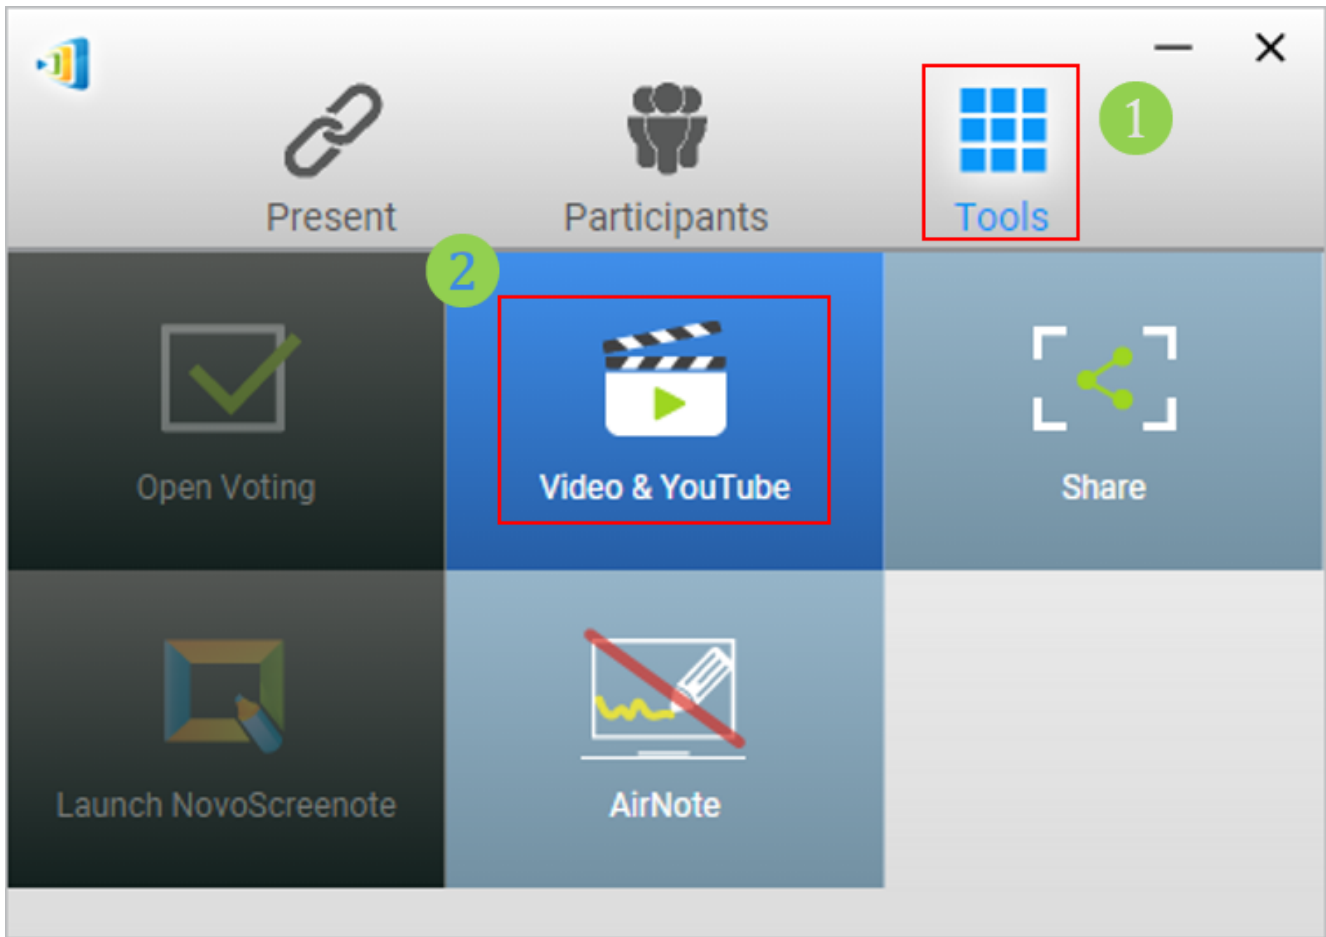 1
Present
Participants
Tools
2
Open Voting
Video & YouTube
Share
Launch NovoScreenote
AirNote